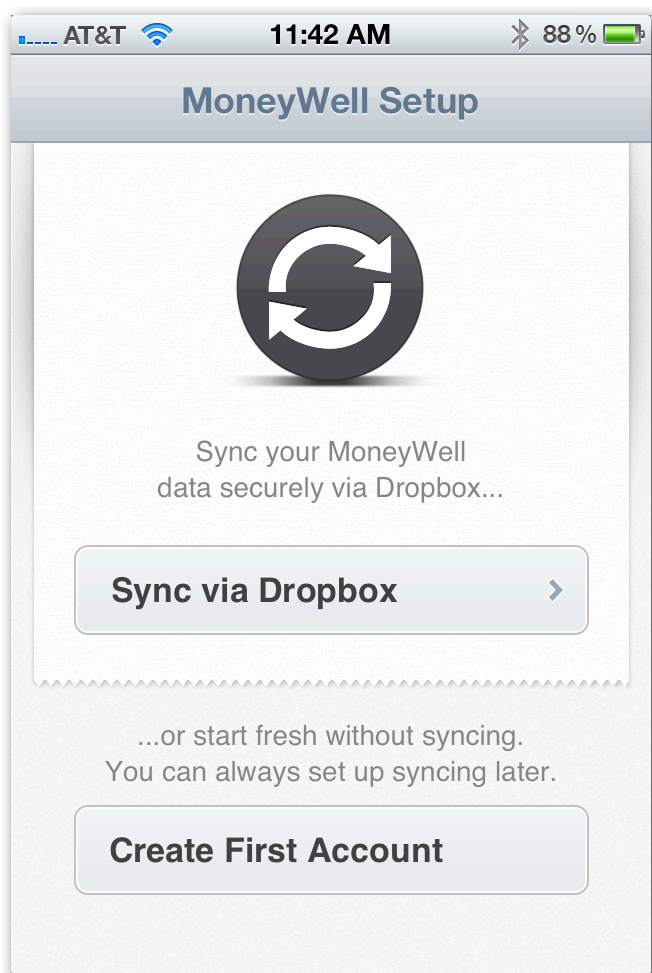 AT&T 11:42 AM 88 %
MoneyWell Setup
Sync your MoneyWell
data securely via Dropbox...
Sync via Dropbox
...or start fresh without syncing.
You can always set up syncing later.
Create First Account